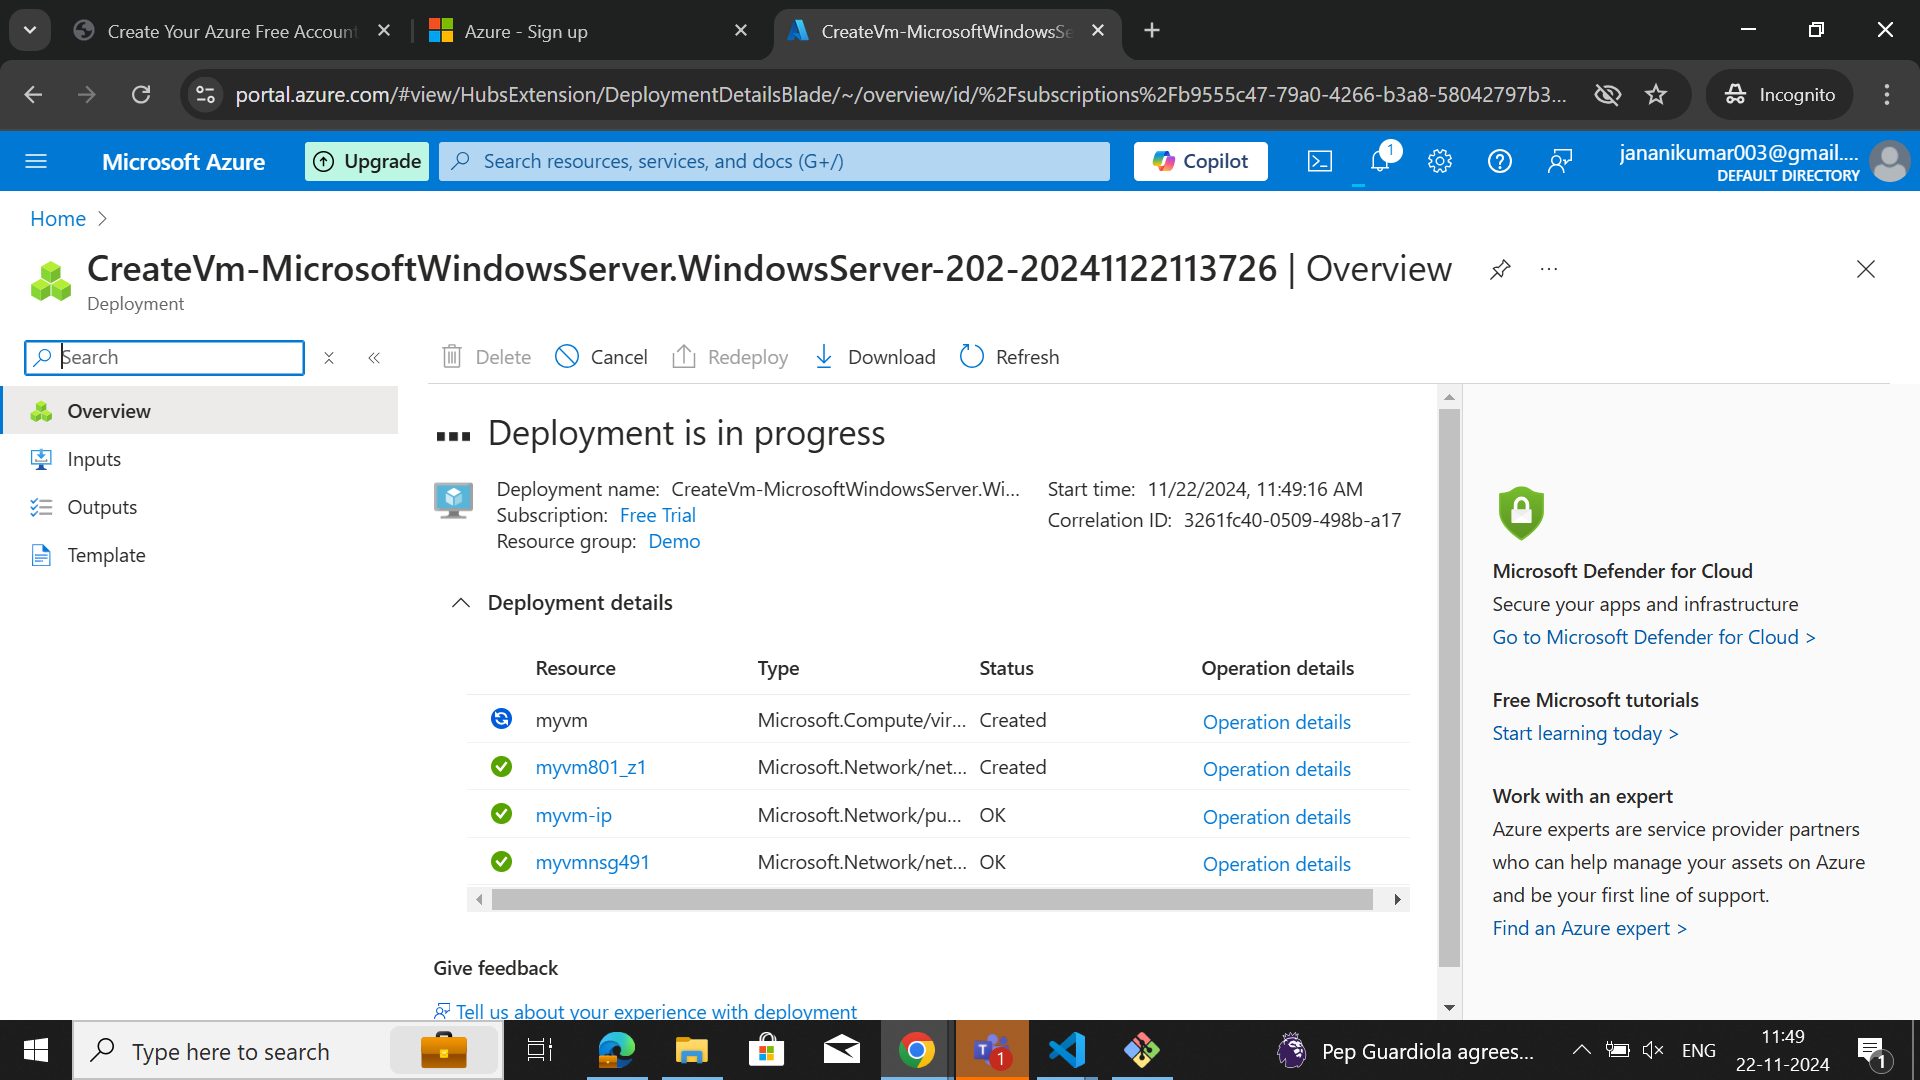 Create Your Azure Free Account
Azure - Sign up
CreateVm-MicrosoftWindowsSe
portal.azure.com/#view/HubsExtension/DeploymentDetailsBlade/~/overview/id/%2Fsubscriptions%2Fb9555c47-79a0-4266-b3a8-58042797b3...
Incognito
Microsoft Azure
Upgrade
Search resources, services, and docs (G+/)
Copilot
1
jananikumar003@gmail....
DEFAULT DIRECTORY
Home
CreateVm-MicrosoftWindowsServer.WindowsServer-202-20241122113726 | Overview
Deployment
Search
Delete
Cancel
Redeploy
Download
Refresh
Overview
Inputs
Outputs
Template
Deployment is in progress
Deployment name: CreateVm-MicrosoftWindowsServer.Wi...
Subscription: Free Trial
Resource group: Demo
Start time: 11/22/2024, 11:49:16 AM
Correlation ID: 3261fc40-0509-498b-a17
Deployment details
Resource Type Status Operation details
myvm Microsoft.Compute/vir... Created Operation details
myvm801_z1 Microsoft.Network/net... Created Operation details
myvm-ip Microsoft.Network/pu... OK Operation details
myvmnsg491 Microsoft.Network/net... OK Operation details
Give feedback
Tell us about your experience with deployment
Microsoft Defender for Cloud
Secure your apps and infrastructure
Go to Microsoft Defender for Cloud >
Free Microsoft tutorials
Start learning today >
Work with an expert
Azure experts are service provider partners
who can help manage your assets on Azure
and be your first line of support.
Find an Azure expert >
Type here to search
T
1
Pep Guardiola agrees...
ENG
11:49
22-11-2024
1